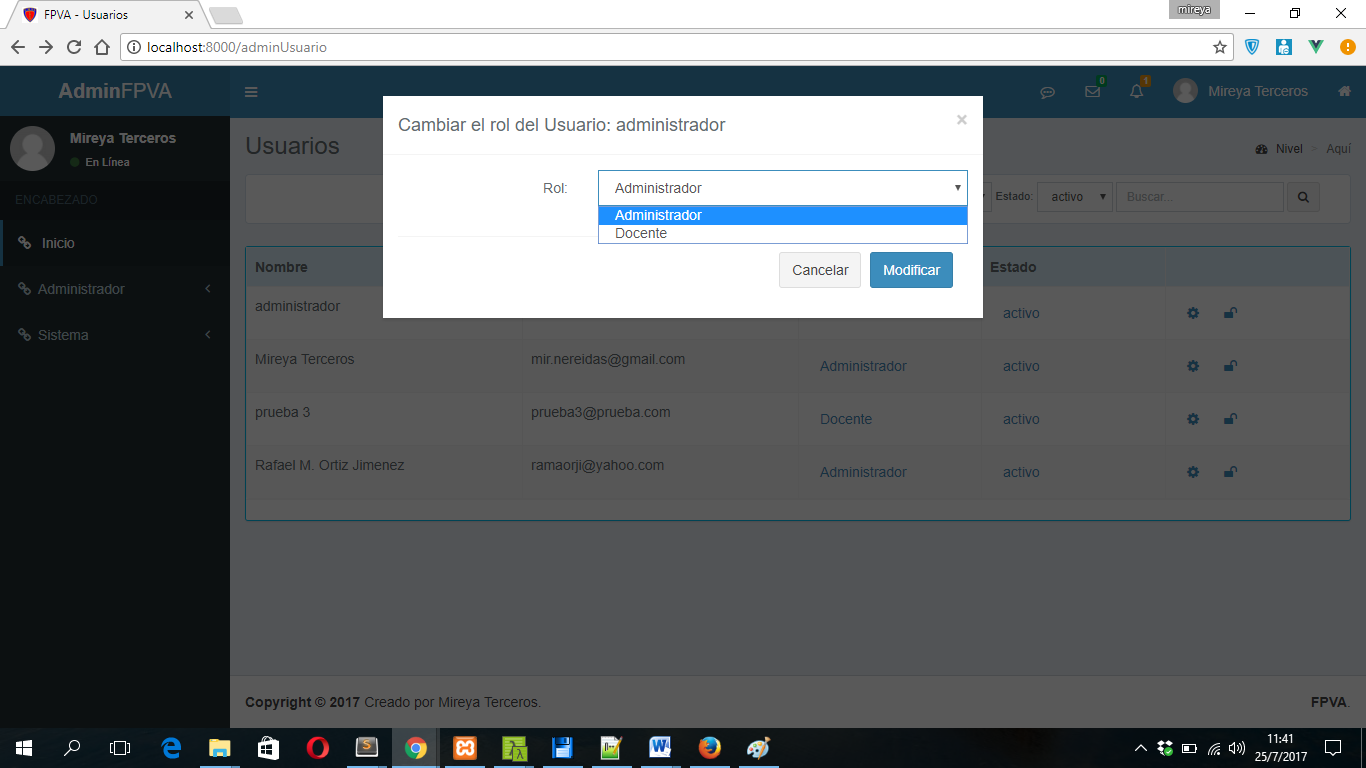 FPVA - Usuarios
mireya
localhost:8000/adminUsuario
AdminFPVA
0
1
Mireya Terceros
Mireya Terceros
En Línea
ENCABEZADO
Inicio
Administrador
Sistema
Usuarios
Nivel > Aquí
Cambiar el rol del Usuario: administrador
×
Rol:
Administrador
Administrador
Docente
Cancelar
Modificar
Estado:
activo
Buscar...
Nombre
Estado
administrador
activo
Mireya Terceros
mir.nereidas@gmail.com
Administrador
activo
prueba 3
prueba3@prueba.com
Docente
activo
Rafael M. Ortiz Jimenez
ramaorji@yahoo.com
Administrador
activo
Copyright © 2017 Creado por Mireya Terceros.
FPVA.
11:41
25/7/2017